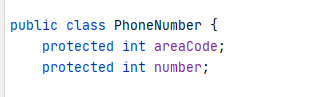 public class PhoneNumber {
    protected int areaCode;
    protected int number;